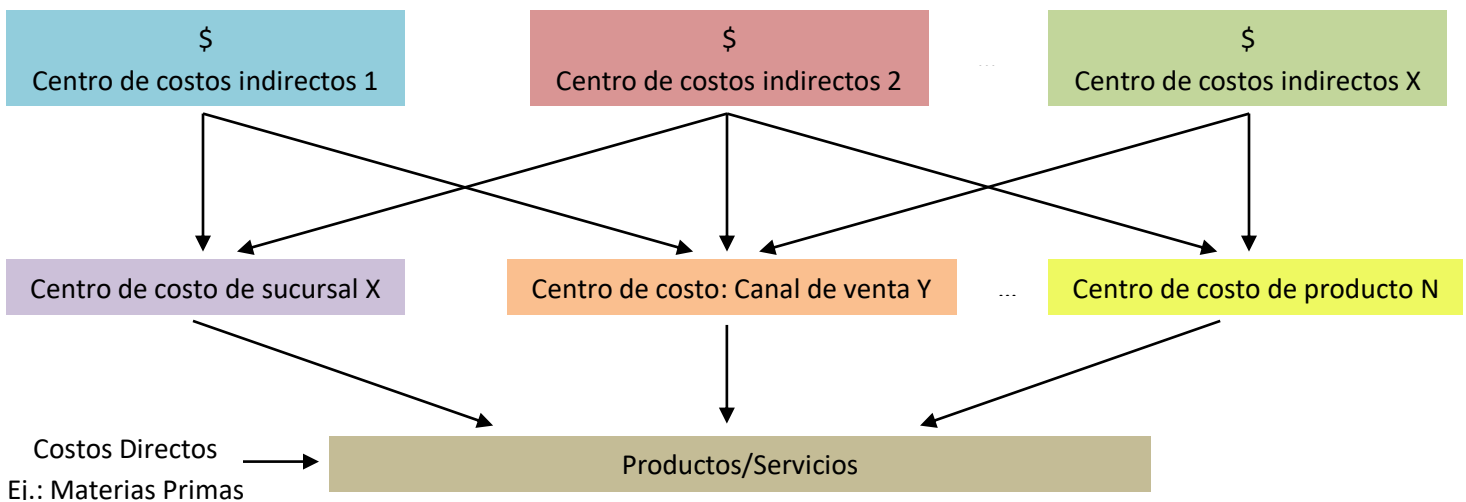 $
Centro de costos indirectos 1
$
Centro de costos indirectos 2
...
$
Centro de costos indirectos X
Centro de costo de sucursal X
Centro de costo: Canal de venta Y
...
Centro de costo de producto N
Costos Directos
Ej.: Materias Primas
Productos/Servicios